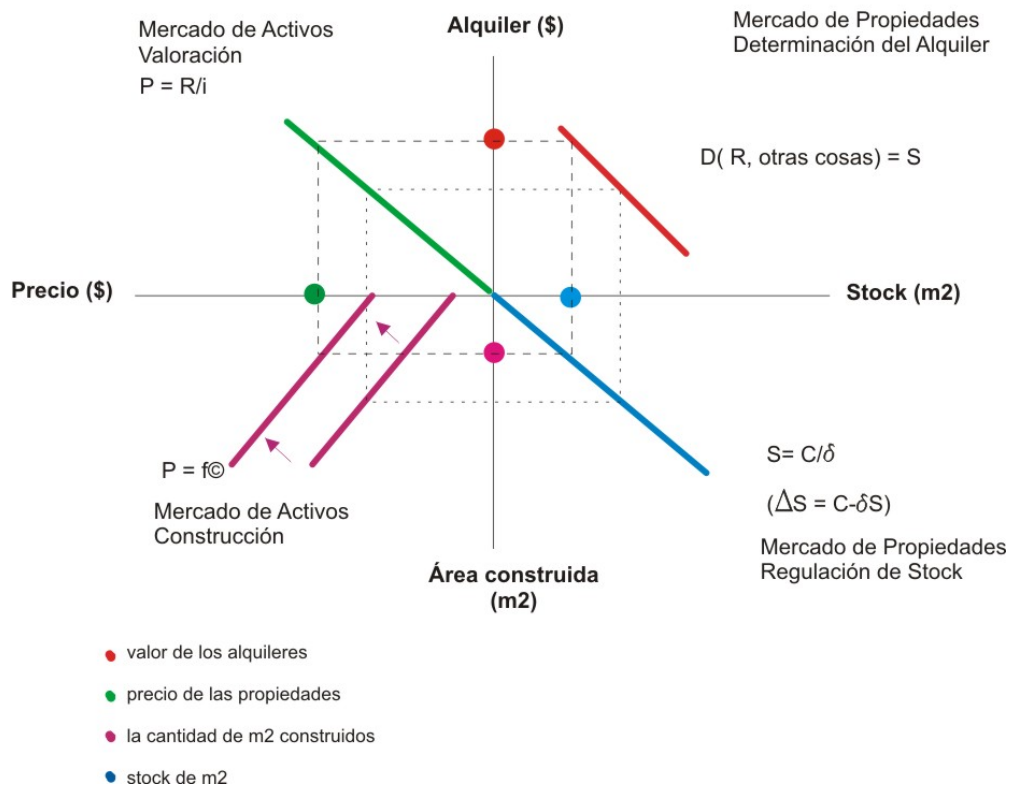 Mercado de Activos
Valoración
P = R/i
Alquiler ($)
Mercado de Propiedades
Determinación del Alquiler
D( R, otras cosas) = S
Precio ($)
Stock (m2)
P = f©
Mercado de Activos
Construcción
S= C/δ
(ΔS = C-δS)
Mercado de Propiedades
Regulación de Stock
Área construida
(m2)
valor de los alquileres
precio de las propiedades
la cantidad de m2 construidos
stock de m2